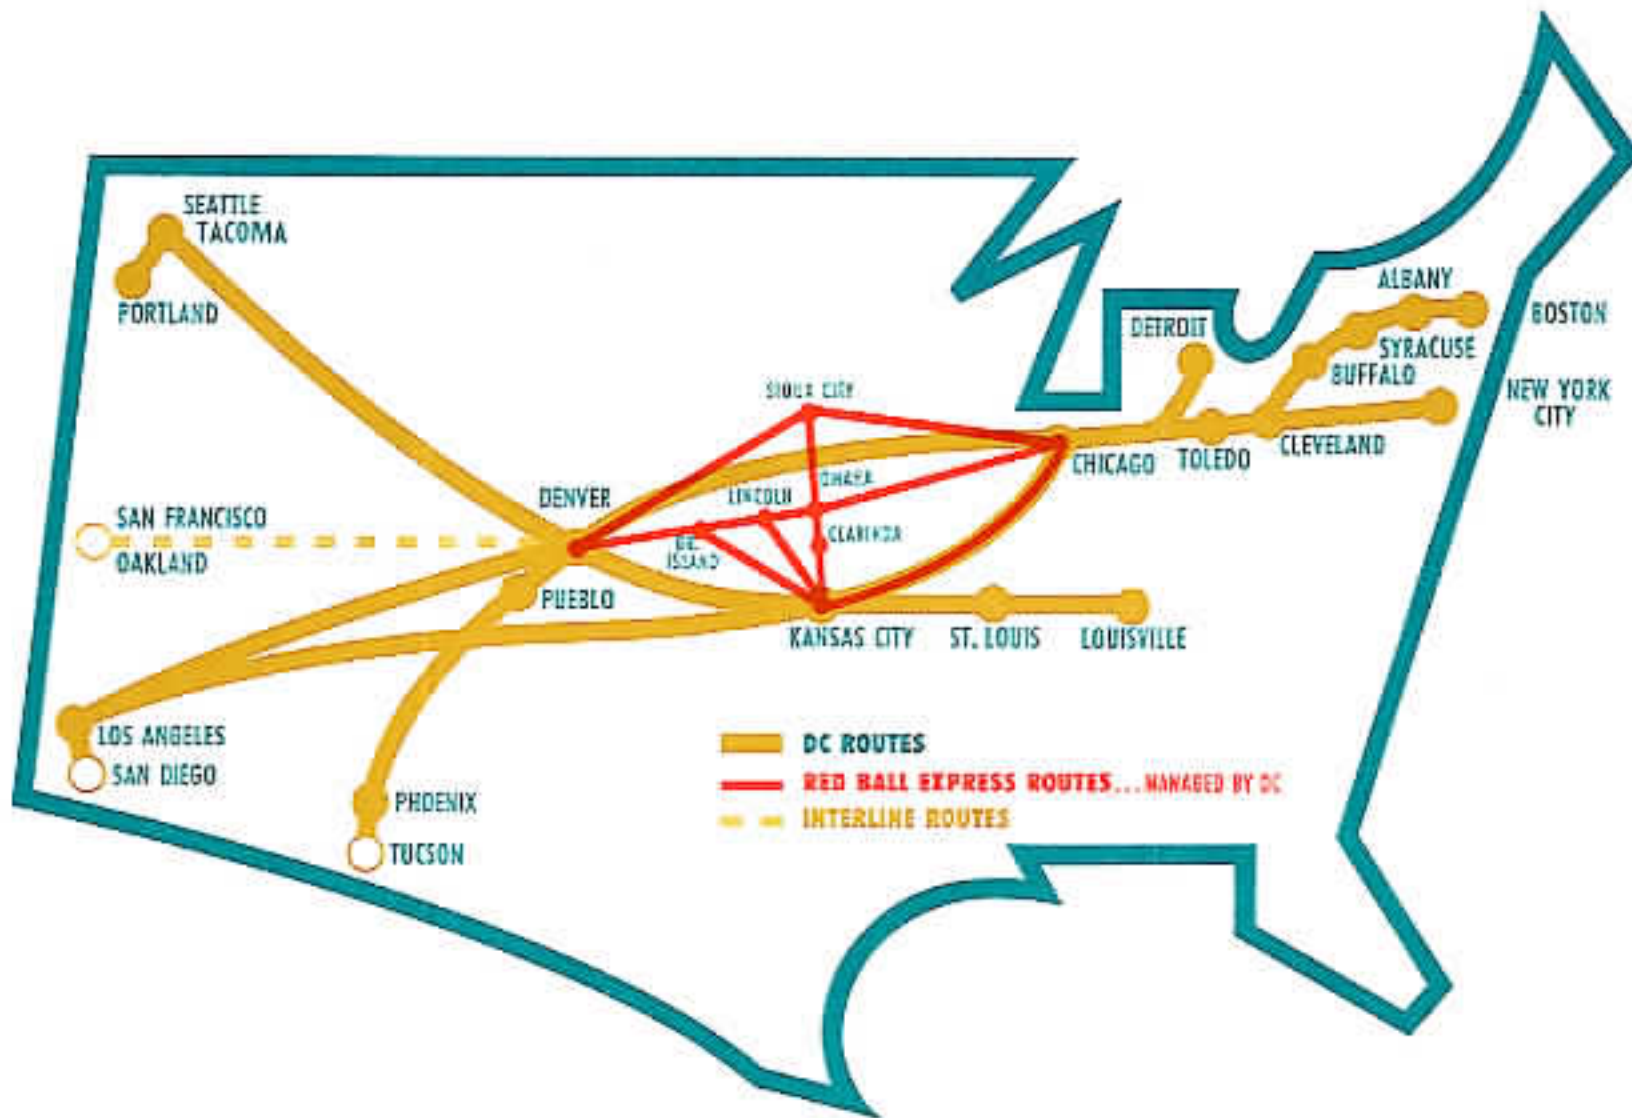 SEATTLE
TACOMA
PORTLAND
ALBANY
BOSTON
DETROIT
SYRACUSE
BUFFALO
NEW YORK
CITY
SIOUX CITY
CLEVELAND
CHICAGO
TOLEDO
OMAHA
LINCOLN
DENVER
SAN FRANCISCO
OAKLAND
CLARINDA
GR.
ISLAND
PUEBLO
KANSAS CITY
ST. LOUIS
LOUISVILLE
LOS ANGELES
SAN DIEGO
PHOENIX
TUCSON
DC ROUTES
RED BALL EXPRESS ROUTES...MANAGED BY DC
INTERLINE ROUTES